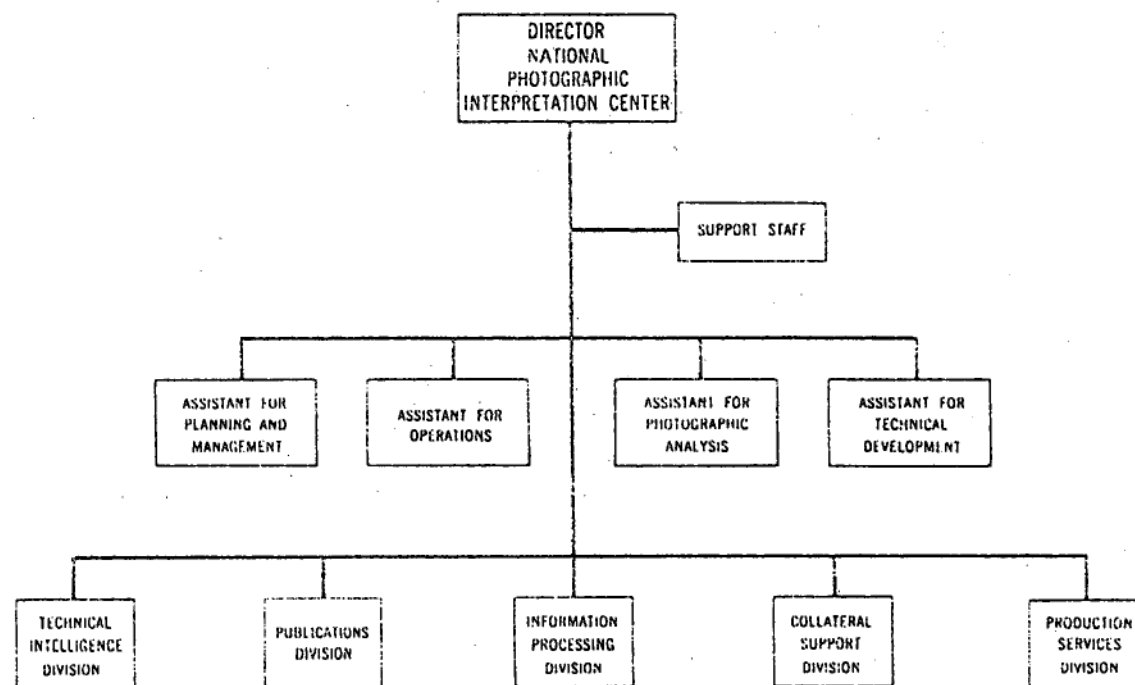 DIRECTOR
NATIONAL
PHOTOGRAPHIC
INTERPRETATION CENTER
SUPPORT STAFF
ASSISTANT FOR
PLANNING AND
MANAGEMENT
ASSISTANT FOR
OPERATIONS
ASSISTANT FOR
PHOTOGRAPHIC
ANALYSIS
ASSISTANT FOR
TECHNICAL
DEVELOPMENT
TECHNICAL
INTELLIGENCE
DIVISION
PUBLICATIONS
DIVISION
INFORMATION
PROCESSING
DIVISION
COLLATERAL
SUPPORT
DIVISION
PRODUCTION
SERVICES
DIVISION